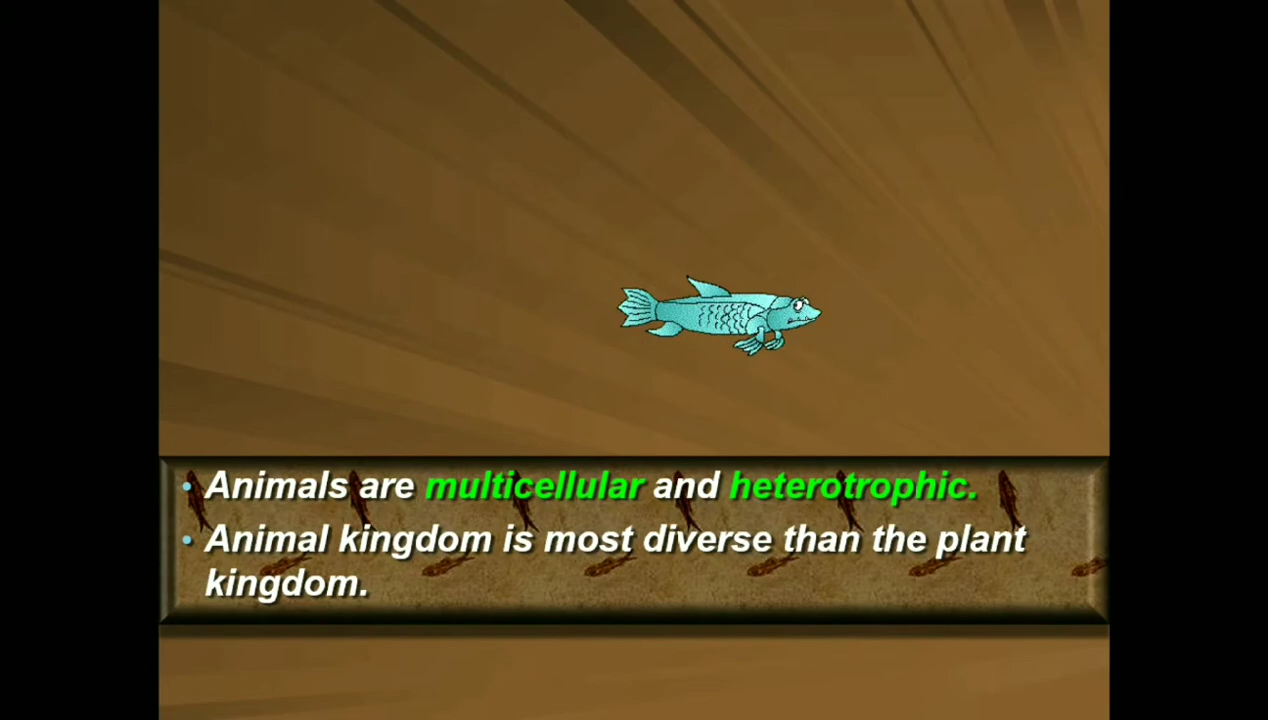 • Animals are multicellular and heterotrophic.
• Animal kingdom is most diverse than the plant
kingdom.